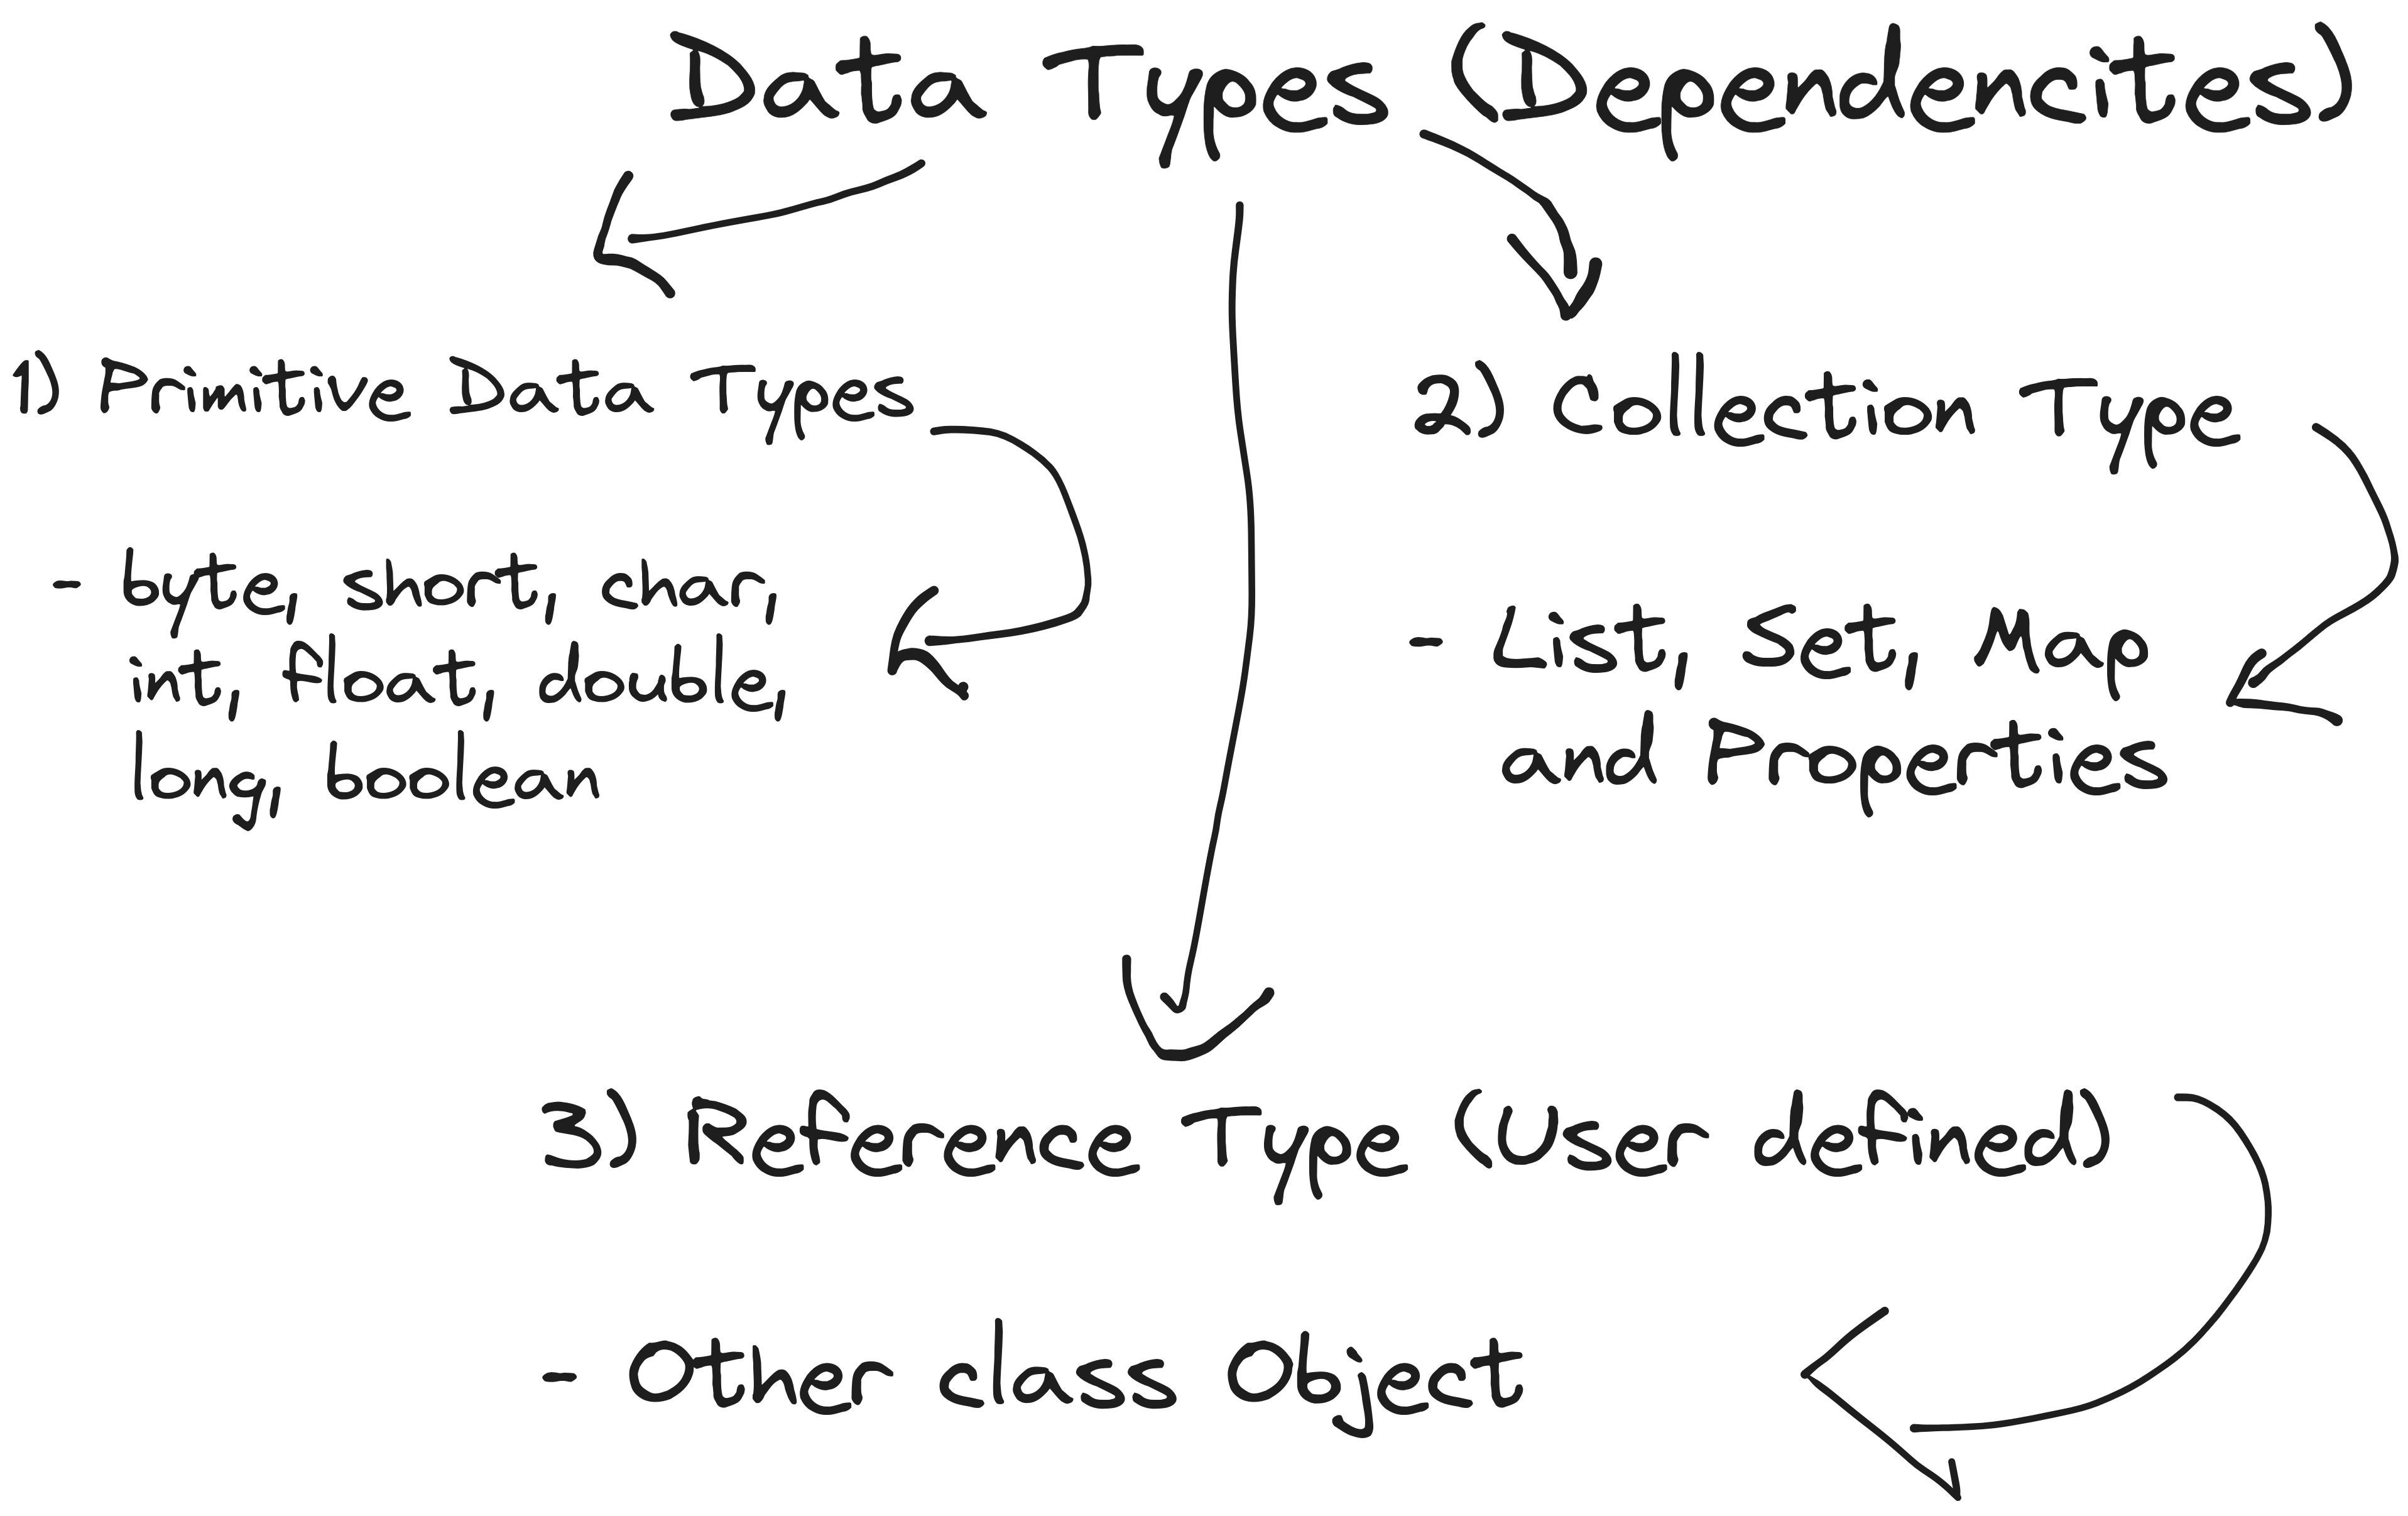 Data Types (Dependencites)
1) Primitive Data Types
- byte, short, char,
int, float, double,
long, boolean
2) Collection Type
- List, Set, Map
and Properties
3) Reference Type (User defined)
- Other class Object